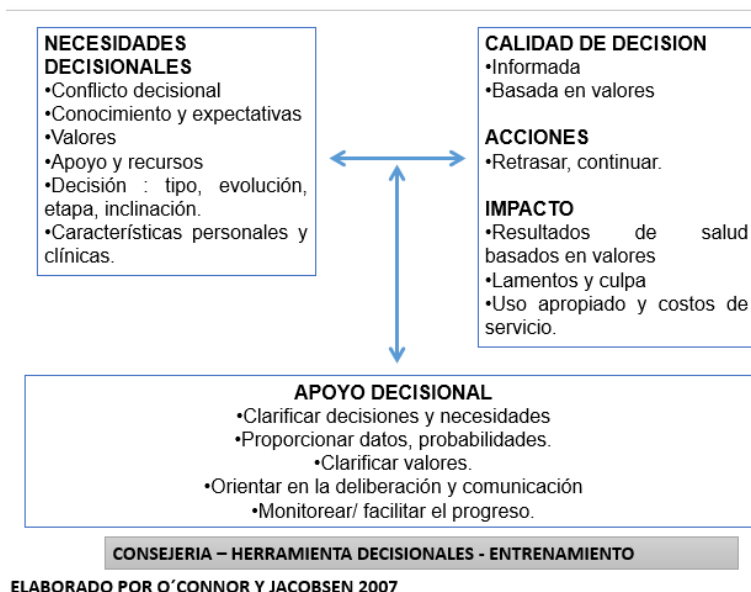 NECESIDADES
DECISIONALES
•Conflicto decisional
•Conocimiento y expectativas
•Valores
•Apoyo y recursos
•Decisión : tipo, evolución,
etapa, inclinación.
•Características personales y
clínicas.
CALIDAD DE DECISION
•Informada
•Basada en valores
ACCIONES
•Retrasar, continuar.
IMPACTO
•Resultados de salud
basados en valores
•Lamentos y culpa
•Uso apropiado y costos de
servicio.
APOYO DECISIONAL
•Clarificar decisiones y necesidades
•Proporcionar datos, probabilidades.
•Clarificar valores.
•Orientar en la deliberación y comunicación
•Monitorear/ facilitar el progreso.
CONSEJERIA – HERRAMIENTA DECISIONALES - ENTRENAMIENTO
ELABORADO POR O´CONNOR Y JACOBSEN 2007